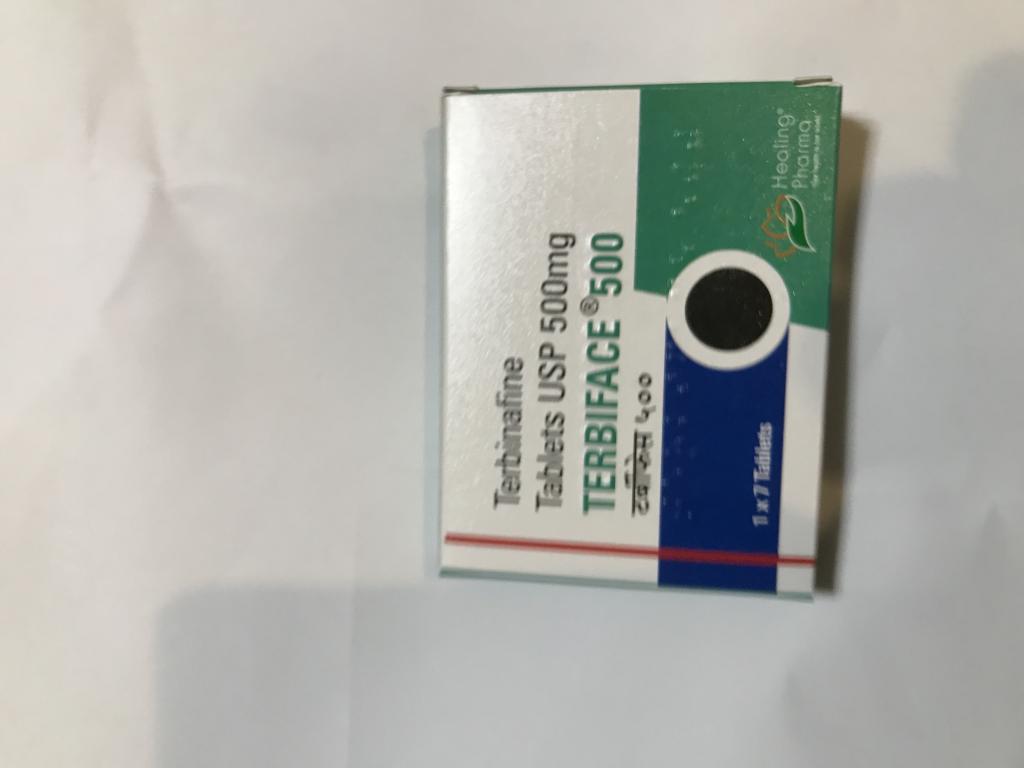 Terbinafine
Tablets USP 500mg
TERBIFACE® 500
टर्बीफेस ५००
1 x 7 Tablets
Healing®
Pharma